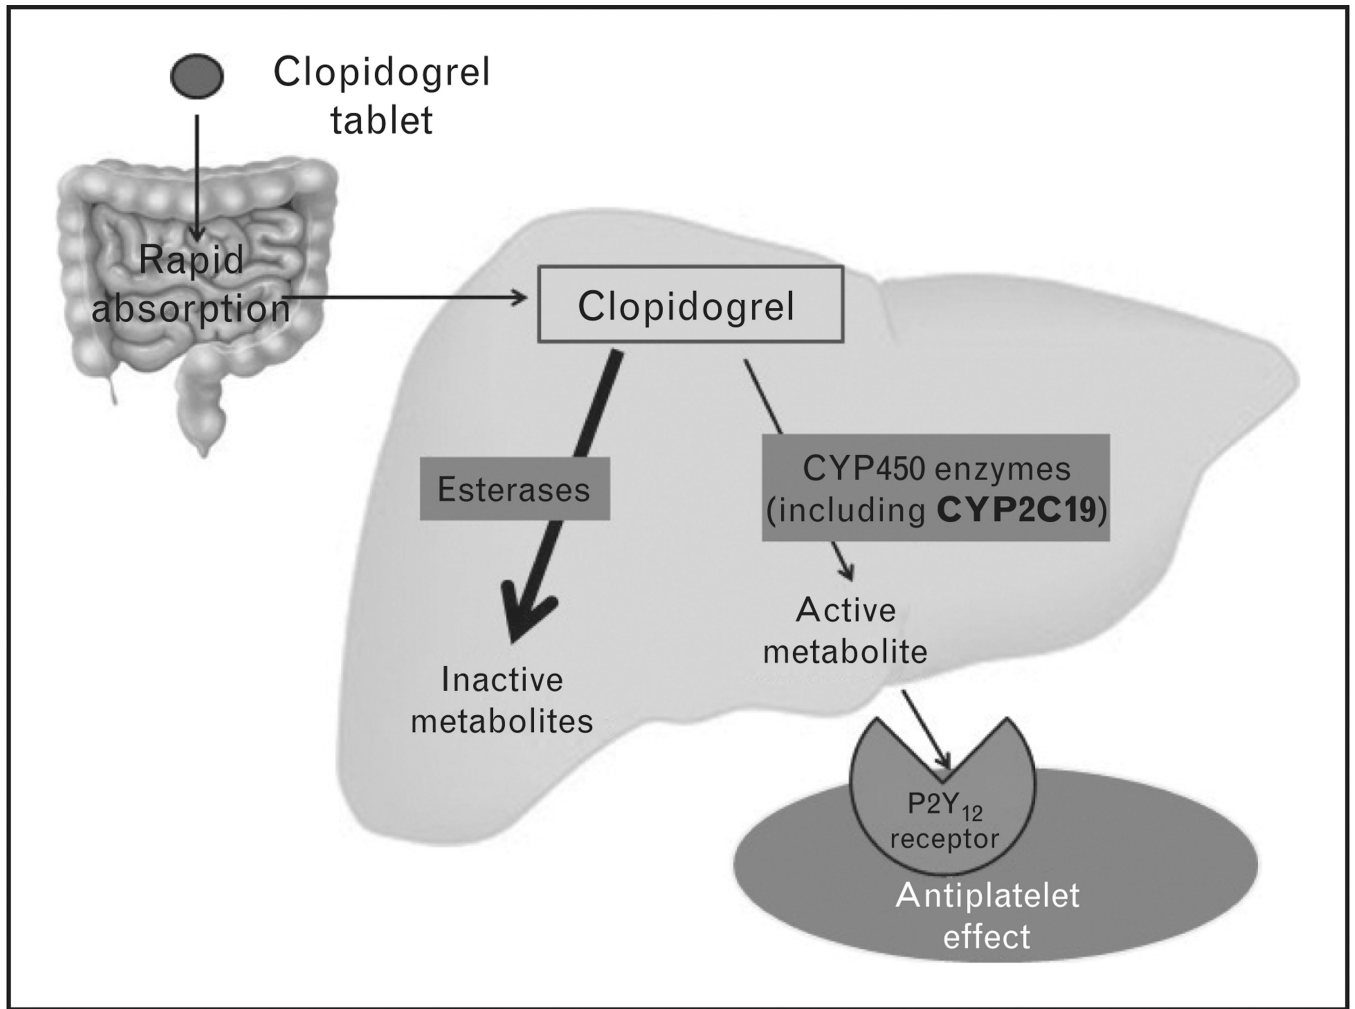 Clopidogrel
tablet
Rapid
absorption
Clopidogrel
Esterases
CYP450 enzymes
(including CYP2C19)
Active
metabolite
Inactive
metabolites
P2Y12
receptor
Antiplatelet
effect